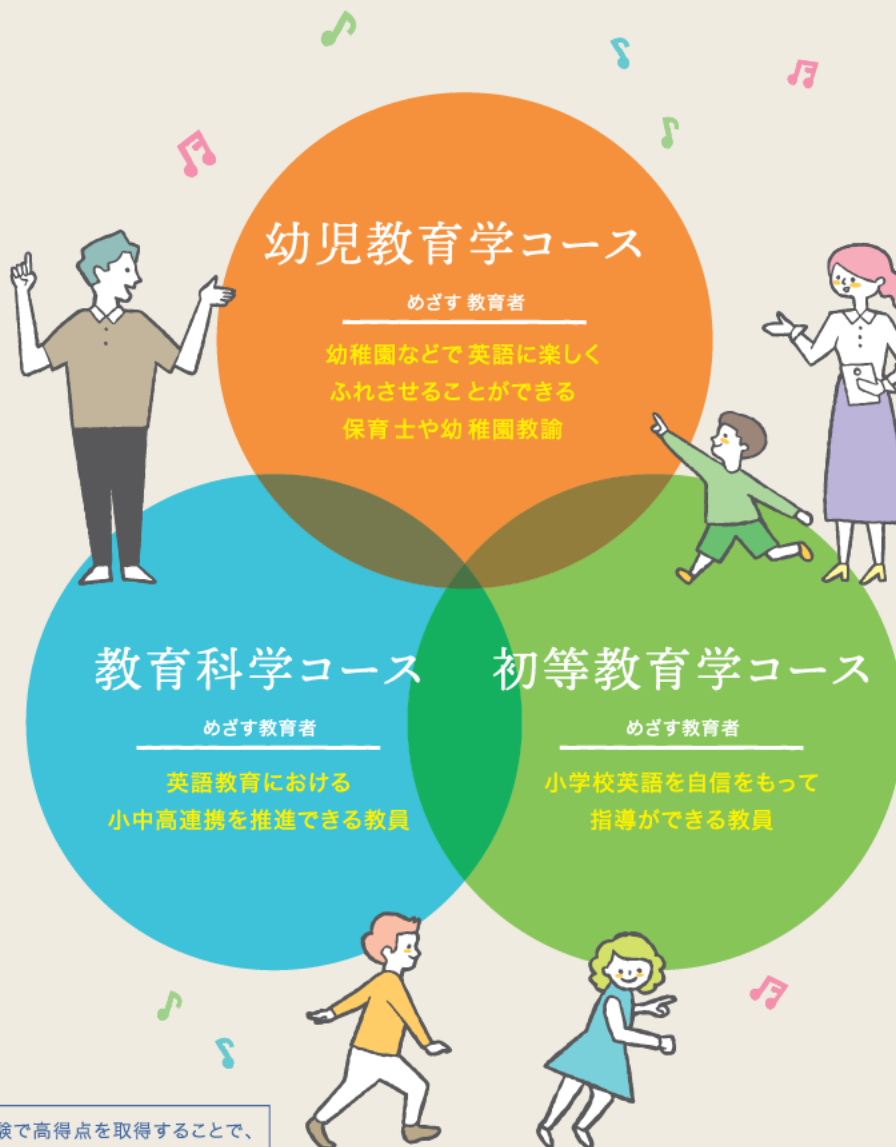 幼児教育学コース
めざす教育者
幼稚園などで英語に楽しく
ふれさせることができる
保育士や幼稚園教諭
教育科学コース
めざす教育者
英語教育における
小中高連携を推進できる教員
初等教育学コース
めざす教育者
小学校英語を自信をもって
指導ができる教員
験で高得点を取得することで、